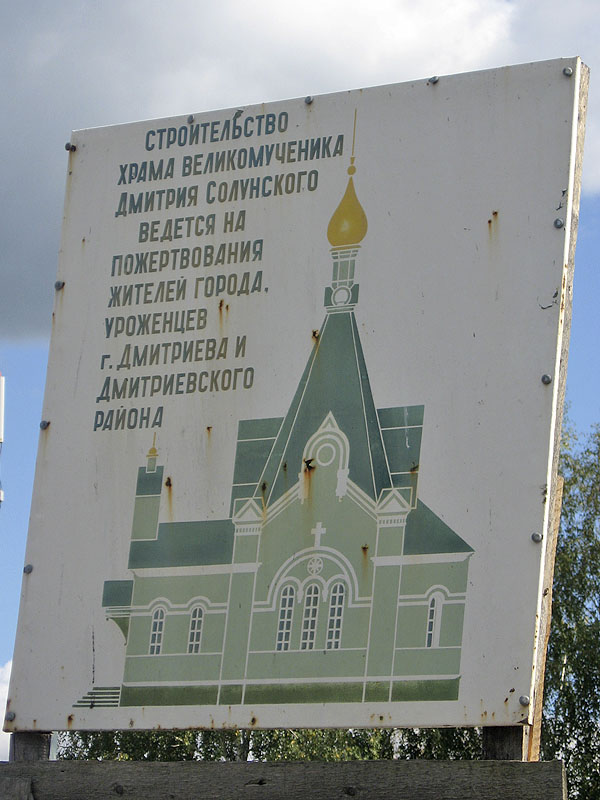 СТРОИТЕЛЬСТВО
ХРАМА ВЕЛИКОМУЧЕНИКА
ДМИТРИЯ СОЛУНСКОГО
ВЕДЕТСЯ НА
ПОЖЕРТВОВАНИЯ
ЖИТЕЛЕЙ ГОРОДА,
УРОЖЕНЦЕВ
г. ДМИТРИЕВА И
ДМИТРИЕВСКОГО
РАЙОНА